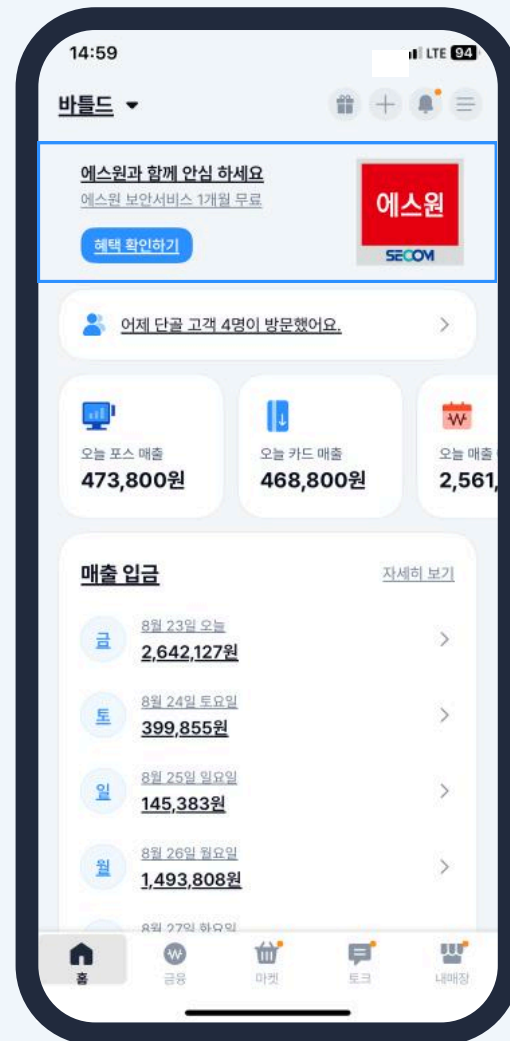 14:59
LTE 94
바틀드
에스원과 함께 안심 하세요
에스원 보안서비스 1개월 무료
혜택 확인하기
에스원
SECOM
어제 단골 고객 4명이 방문했어요.
오늘 포스 매출
473,800원
오늘 카드 매출
468,800원
오늘 매출
2,561,
매출 입금
자세히 보기
금
8월 23일 오늘
2,642,127원
토
8월 24일 토요일
399,855원
일
8월 25일 일요일
145,383원
월
8월 26일 월요일
1,493,808원
8월 27일 화요일
홈
금융
마켓
토크
내매장